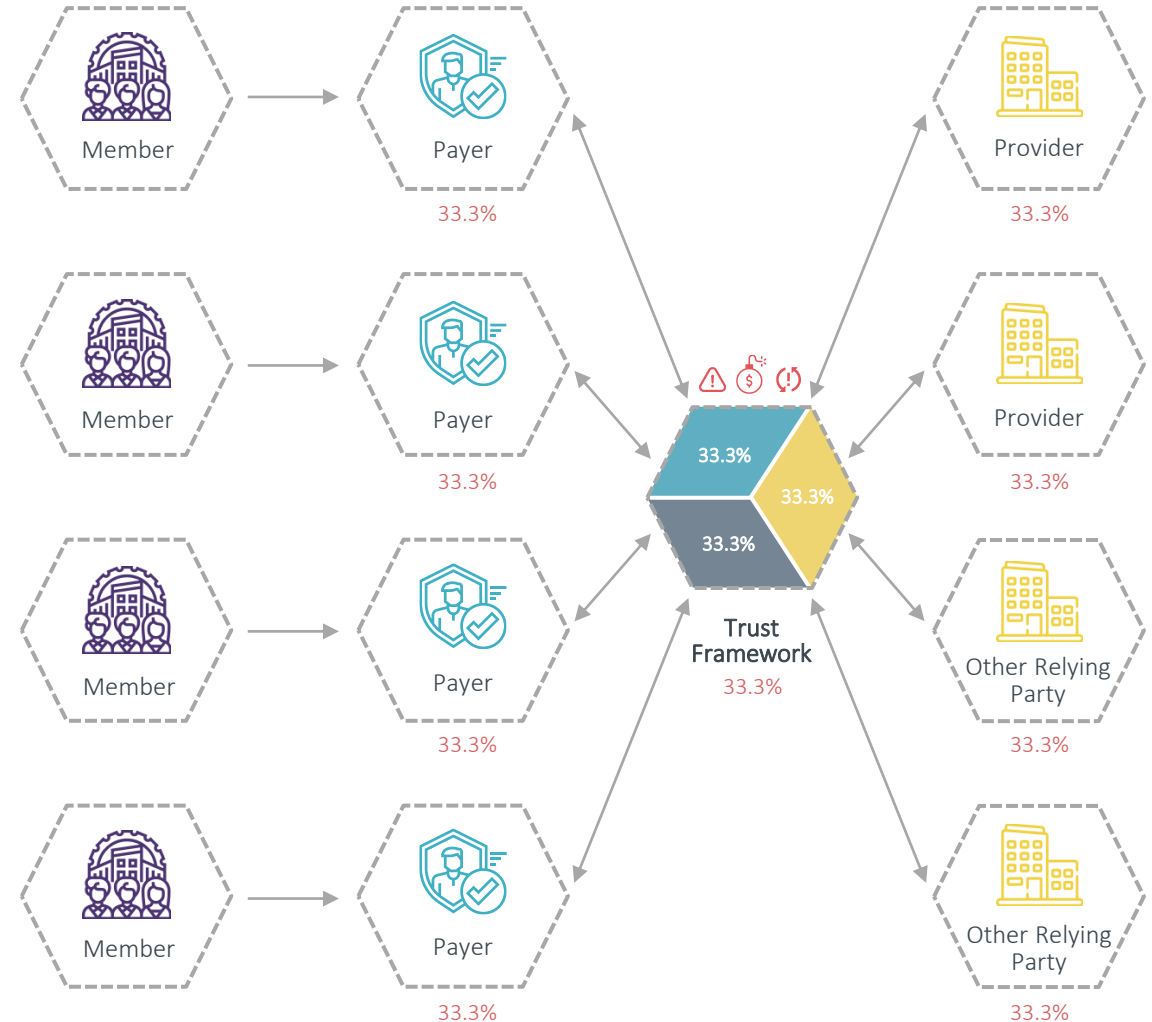 Member
Payer
Provider
33.3%
33.3%
Member
Payer
Provider
33.3%
33.3%
$
33.3%
33.3%
33.3%
Trust
Framework
33.3%
Member
Payer
Other Relying
Party
33.3%
33.3%
Member
Payer
Other Relying
Party
33.3%
33.3%